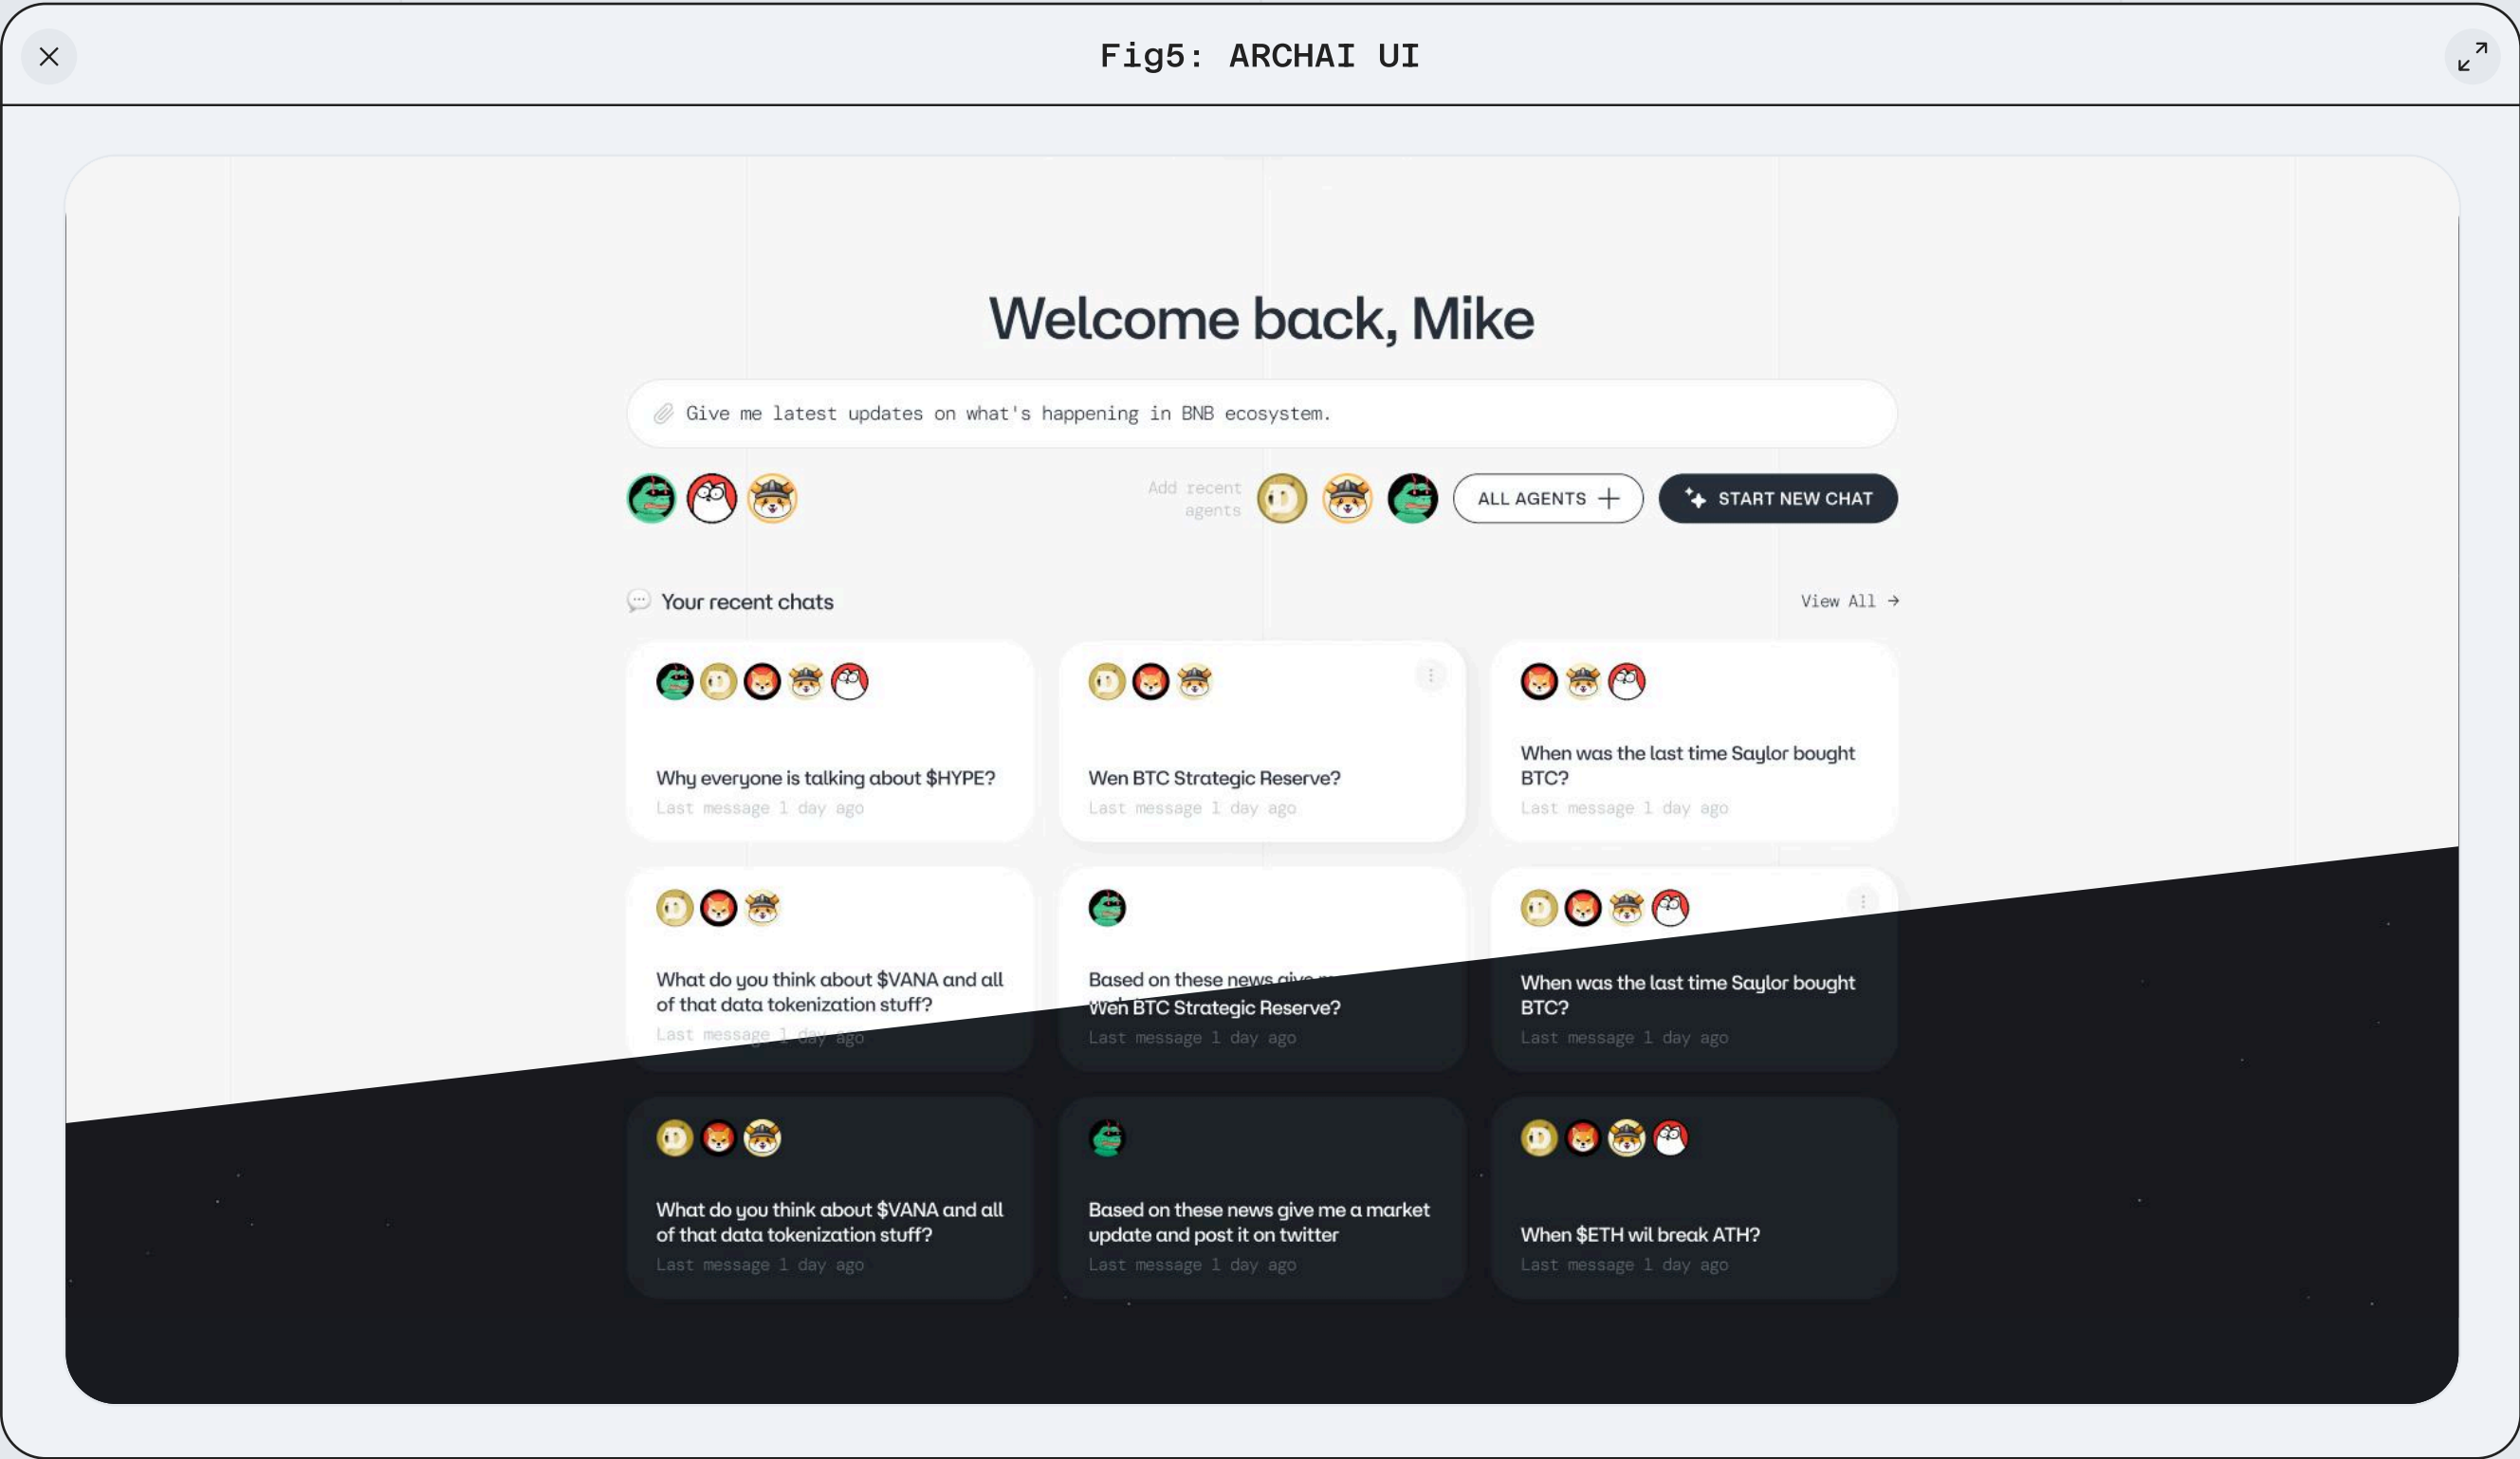 Fig5: ARCHAI UI
Welcome back, Mike
Give me latest updates on what's happening in BNB ecosystem.
Add recent
agents
ALL AGENTS
START NEW CHAT
Your recent chats
View All →
Why everyone is talking about $HYPE?
Last message 1 day ago
Wen BTC Strategic Reserve?
Last message 1 day ago
When was the last time Saylor bought
BTC?
Last message 1 day ago
What do you think about $VANA and all
of that data tokenization stuff?
Last message 1 day ago
Based on these news give
Wen BTC Strategic Reserve?
Last message 1 day ago
When was the last time Saylor bought
BTC?
Last message 1 day ago
What do you think about $VANA and all
of that data tokenization stuff?
Last message 1 day ago
Based on these news give me a market
update and post it on twitter
Last message 1 day ago
When $ETH wil break ATH?
Last message 1 day ago